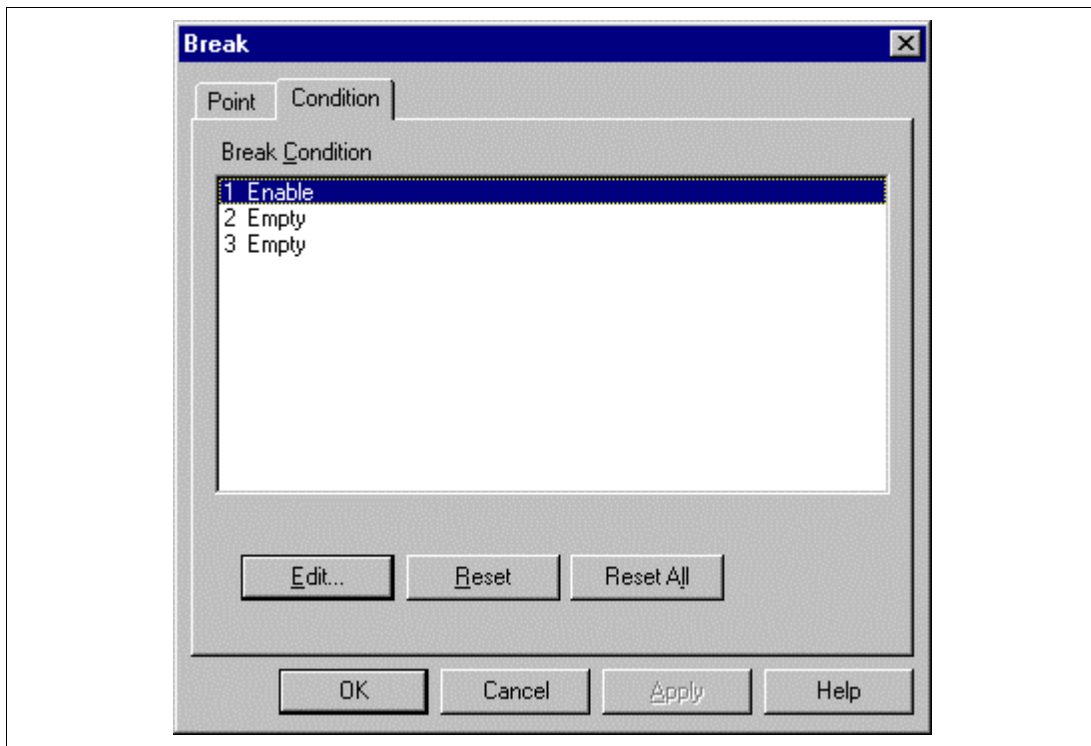 Break
Point Condition
Break Condition
1 Enable
2 Empty
3 Empty
Edit... Reset Reset All
OK Cancel Apply Help